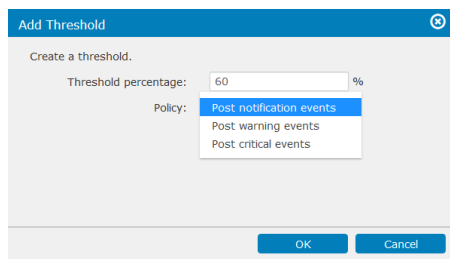 Add Threshold
Create a threshold.
Threshold percentage: 60 %
Policy: Post notification events
Post warning events
Post critical events
OK Cancel